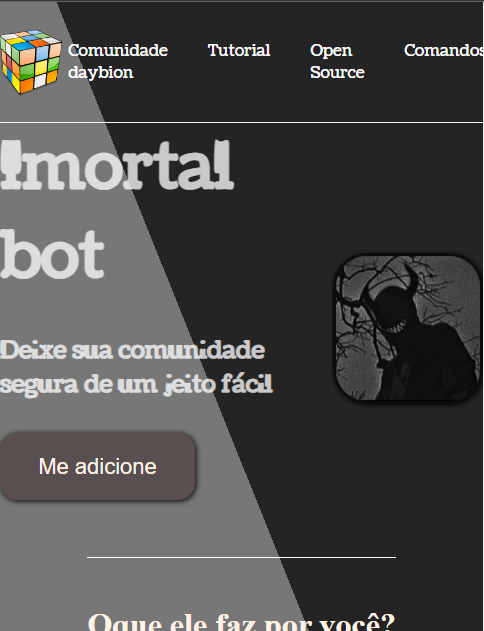 Comunidade Tutorial Open Comandos
daybion Source
Imortal
bot
Deixe sua comunidade
segura de um jeito fácil
Me adicione
Oque ele faz por você?